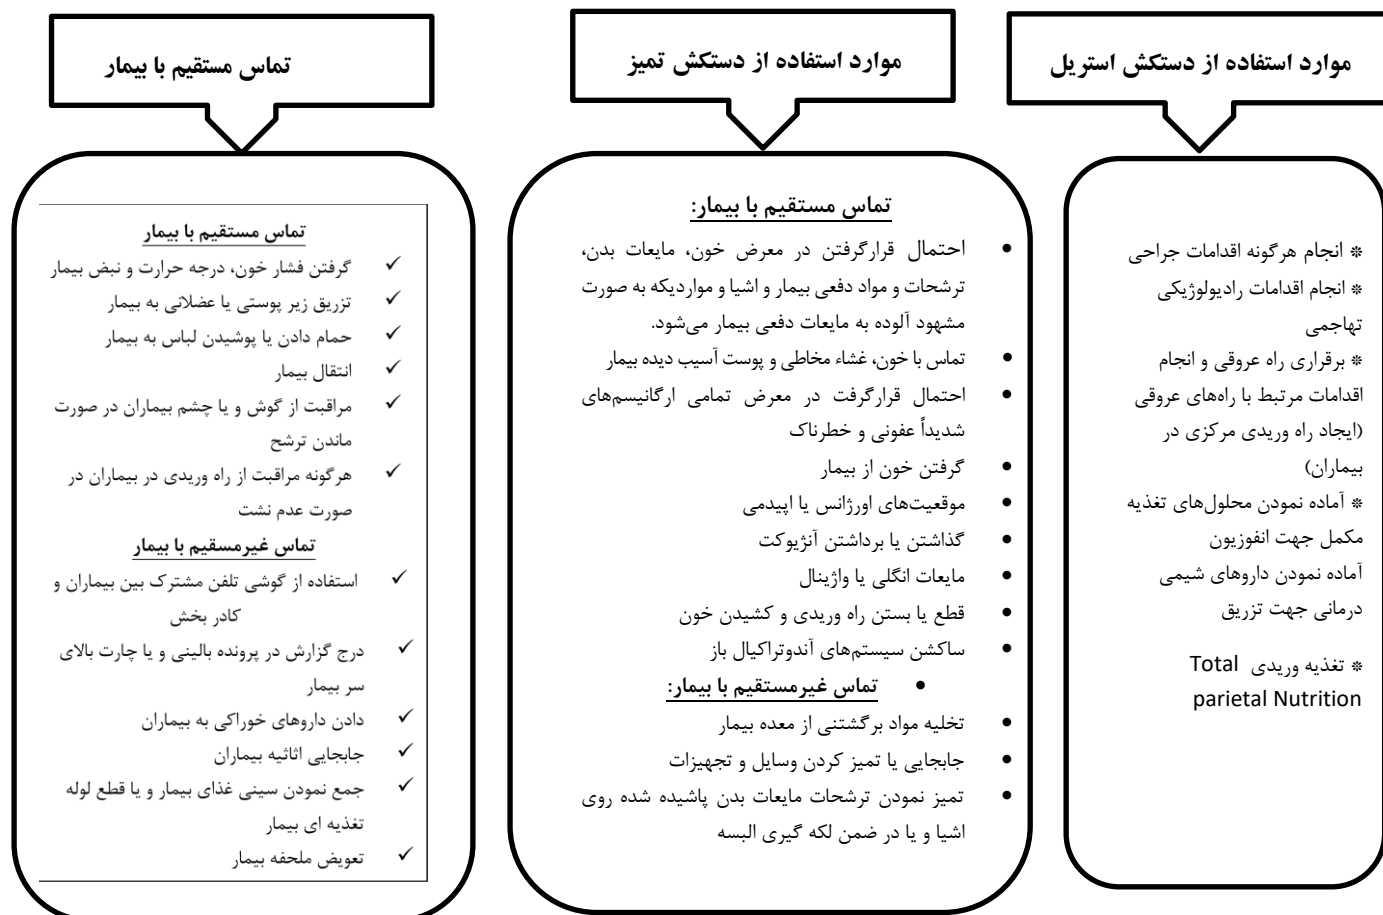 موارد استفاده از دستکش استریل
* انجام هرگونه اقدامات جراحی
* انجام اقدامات رادیولوژیکی
تهاجمی
* برقراری راه عروقی و انجام
اقدامات مرتبط با راه‌های عروقی
(ایجاد راه وریدی مرکزی در
بیماران)
* آماده نمودن محلول‌های تغذیه
مکمل جهت انفوزیون
آماده نمودن داروهای شیمی
درمانی جهت تزریق
* تغذیه وریدی Total
parietal Nutrition
موارد استفاده از دستکش تمیز
تماس مستقیم با بیمار:
• احتمال قرارگرفتن در معرض خون، مایعات بدن،
ترشحات و مواد دفعی بیمار و اشیا و مواردیکه به صورت
مشهود آلوده به مایعات دفعی بیمار می‌شود.
• تماس با خون، غشاء مخاطی و پوست آسیب دیده بیمار
• احتمال قرارگرفت در معرض تمامی ارگانیسم‌های
شدیداً عفونی و خطرناک
• گرفتن خون از بیمار
• موقعیت‌های اورژانس یا اپیدمی
• گذاشتن یا برداشتن آنژیوکت
• مایعات انگلی یا واژینال
• قطع یا بستن راه وریدی و کشیدن خون
• ساکشن سیستم‌های آندوتراکیال باز
• تماس غیرمستقیم با بیمار:
• تخلیه مواد برگشتنی از معده بیمار
• جابجایی یا تمیز کردن وسایل و تجهیزات
• تمیز نمودن ترشحات مایعات بدن پاشیده شده روی
اشیا و یا در ضمن لکه گیری البسه
تماس مستقیم با بیمار
تماس مستقیم با بیمار
✓ گرفتن فشار خون، درجه حرارت و نبض بیمار
✓ تزریق زیر پوستی یا عضلانی به بیمار
✓ حمام دادن یا پوشیدن لباس به بیمار
✓ انتقال بیمار
✓ مراقبت از گوش و یا چشم بیماران در صورت
ماندن ترشح
✓ هرگونه مراقبت از راه وریدی در بیماران در
صورت عدم نشت
تماس غیرمسقیم با بیمار
✓ استفاده از گوشی تلفن مشترک بین بیماران و
کادر بخش
✓ درج گزارش در پرونده بالینی و یا چارت بالای
سر بیمار
✓ دادن داروهای خوراکی به بیماران
✓ جابجایی اثاثیه بیماران
✓ جمع نمودن سینی غذای بیمار و یا قطع لوله
تغذیه ای بیمار
✓ تعویض ملحفه بیمار